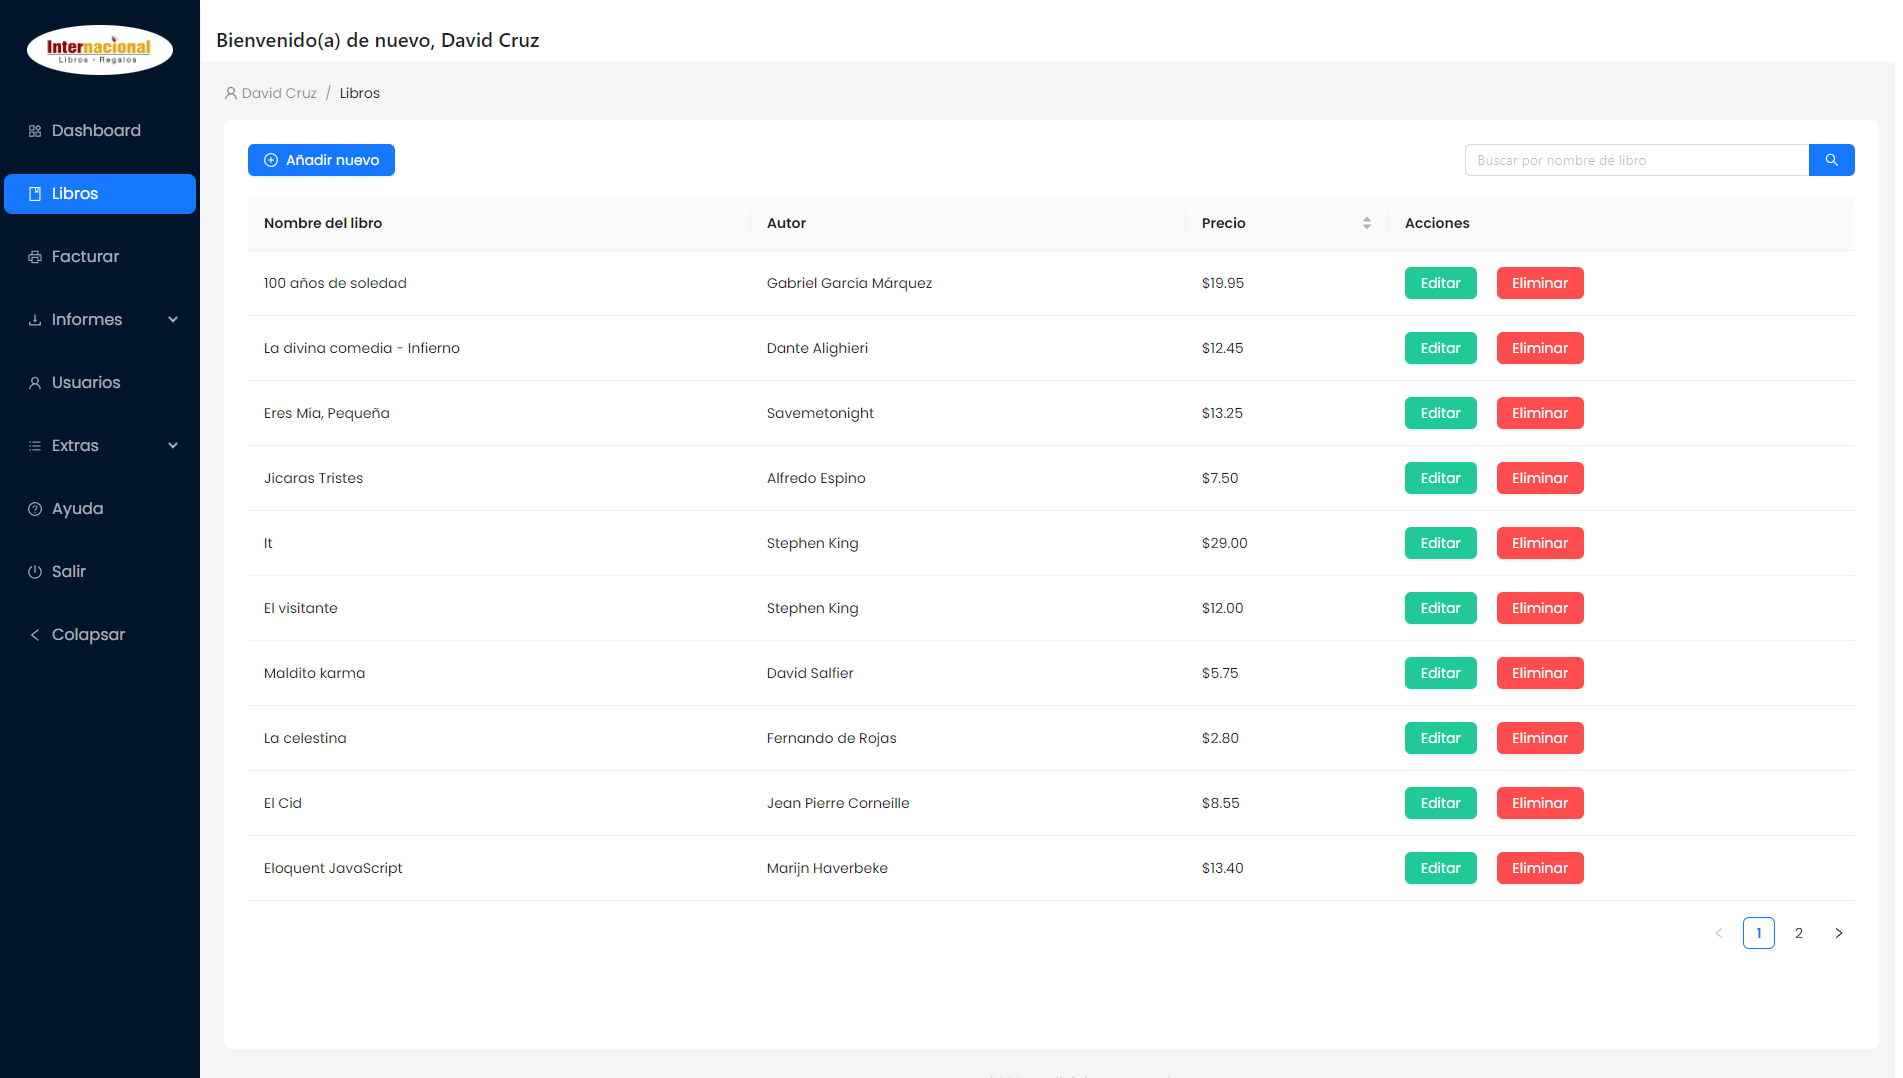 Internacional
Libros • Regalos
Dashboard
Libros
Facturar
Informes
Usuarios
Extras
Ayuda
Salir
Colapsar
Bienvenido(a) de nuevo, David Cruz
David Cruz / Libros
Añadir nuevo
Buscar por nombre de libro
Nombre del libro Autor Precio Acciones
100 años de soledad Gabriel García Márquez $19.95 Editar Eliminar
La divina comedia - Infierno Dante Alighieri $12.45 Editar Eliminar
Eres Mía, Pequeña Savemetonight $13.25 Editar Eliminar
Jicaras Tristes Alfredo Espino $7.50 Editar Eliminar
It Stephen King $29.00 Editar Eliminar
El visitante Stephen King $12.00 Editar Eliminar
Maldito karma David Salfier $5.75 Editar Eliminar
La celestina Fernando de Rojas $2.80 Editar Eliminar
El Cid Jean Pierre Corneille $8.55 Editar Eliminar
Eloquent JavaScript Marijn Haverbeke $13.40 Editar Eliminar
< 1 2 >